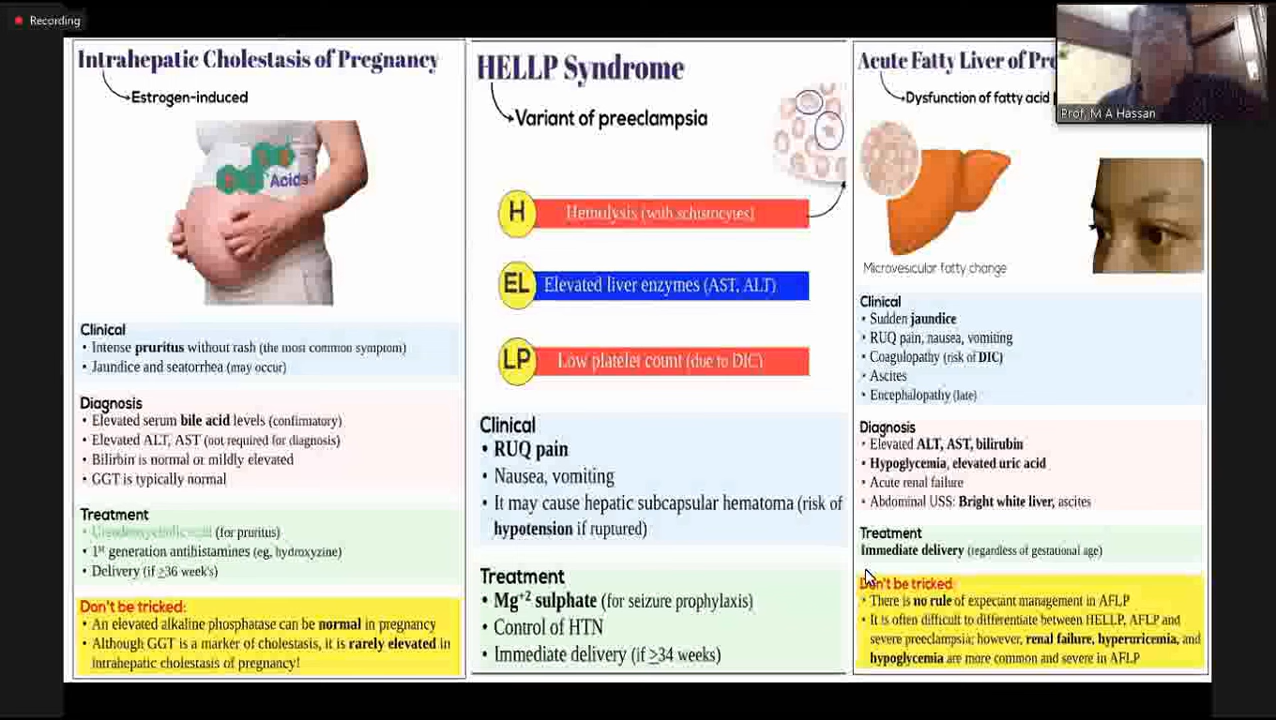 Recording
Intrahepatic Cholestasis of Pregnancy
Estrogen-induced
Acids
Clinical
• Intense pruritus without rash (the most common symptom)
• Jaundice and seatorrhea (may occur)
Diagnosis
• Elevated serum bile acid levels (confirmatory)
• Elevated ALT, AST (not required for diagnosis)
• Bilirbin is normal or mildly elevated
• GGT is typically normal
Treatment
• (for pruritus)
• 1st generation antihistamines (eg, hydroxyzine)
• Delivery (if ≥36 week's)
Don't be tricked:
• An elevated alkaline phosphatase can be normal in pregnancy
• Although GGT is a marker of cholestasis, it is rarely elevated in
intrahepatic cholestasis of pregnancy!
HELLP Syndrome
Variant of preeclampsia
H Hemolysis (with schistocytes)
EL Elevated liver enzymes (AST, ALT)
LP Low platelet count (due to DIC)
Clinical
• RUQ pain
• Nausea, vomiting
• It may cause hepatic subcapsular hematoma (risk of
hypotension if ruptured)
Treatment
• Mg+2 sulphate (for seizure prophylaxis)
• Control of HTN
• Immediate delivery (if ≥34 weeks)
Acute Fatty Liver of Pre
Dysfunction of fatty acid
Prof. M A Hassan
Microvesicular fatty change
Clinical
• Sudden jaundice
• RUQ pain, nausea, vomiting
• Coagulopathy (risk of DIC)
• Ascites
• Encephalopathy (late)
Diagnosis
• Elevated ALT, AST, bilirubin
• Hypoglycemia, elevated uric acid
• Acute renal failure
• Abdominal USS: Bright white liver, ascites
Treatment
Immediate delivery (regardless of gestational age)
Don't be tricked:
• There is no rule of expectant management in AFLP
• It is often difficult to differentiate between HELLP, AFLP and
severe preeclampsia; however, renal failure, hyperuricemia, and
hypoglycemia are more common and severe in AFLP